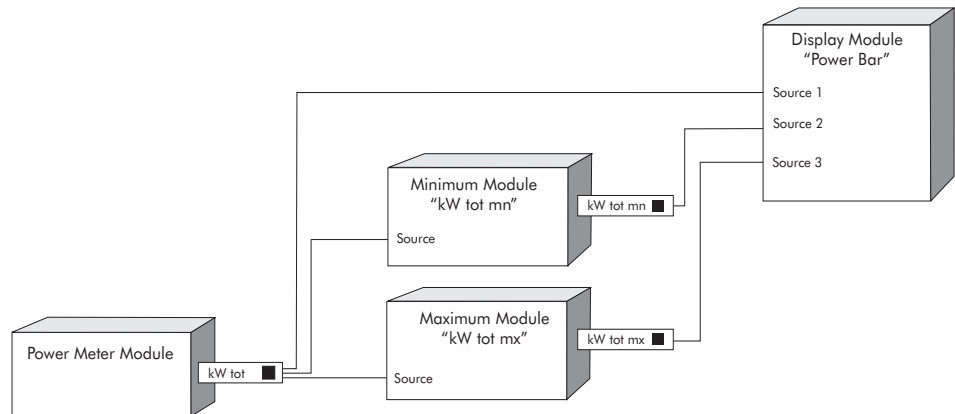 Display Module
“Power Bar”
Source 1
Source 2
Source 3
Minimum Module
“kW tot mn”
kW tot mn
Source
Maximum Module
“kW tot mx”
kW tot mx
Source
Power Meter Module
kW tot